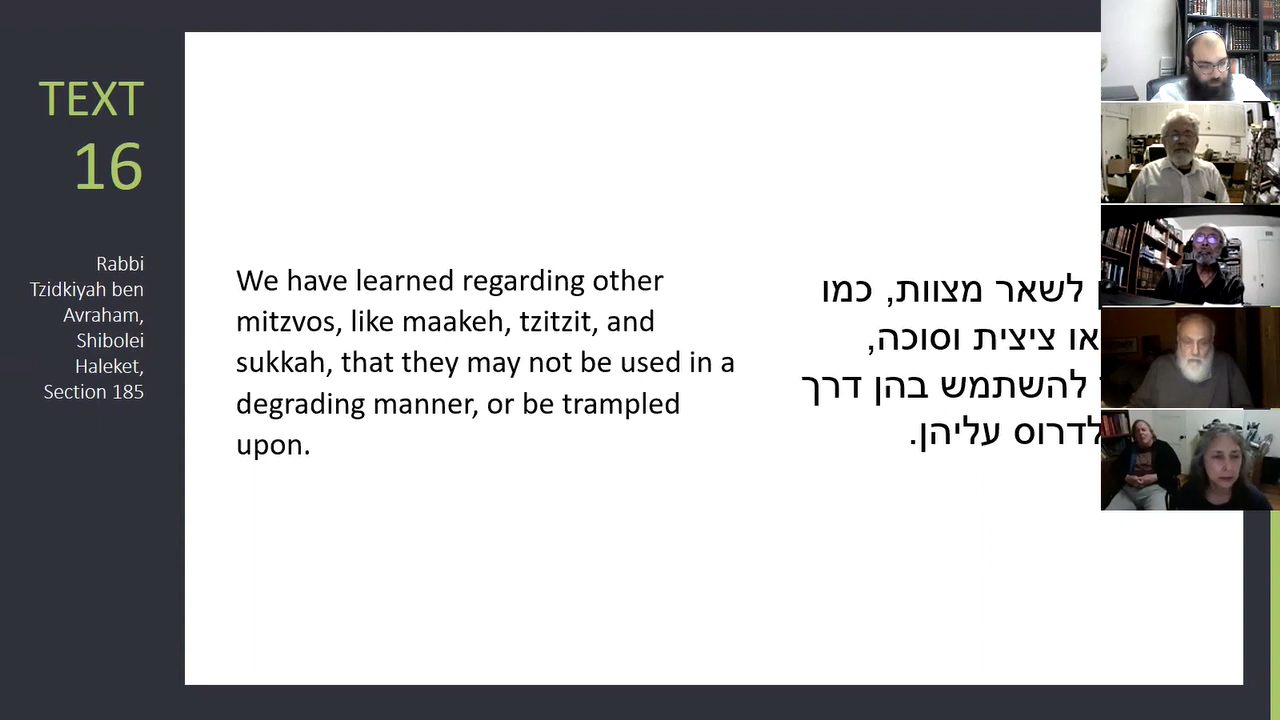 TEXT
16
Rabbi
Tzidkiyah ben
Avraham,
Shibolei
Haleket,
Section 185
We have learned regarding other
mitzvos, like maakeh, tzitzit, and
sukkah, that they may not be used in a
degrading manner, or be trampled
upon.
לשאר מצוות, כמו
או ציצית וסוכה,
להשתמש בהן דרך
לדרוס עליהן.